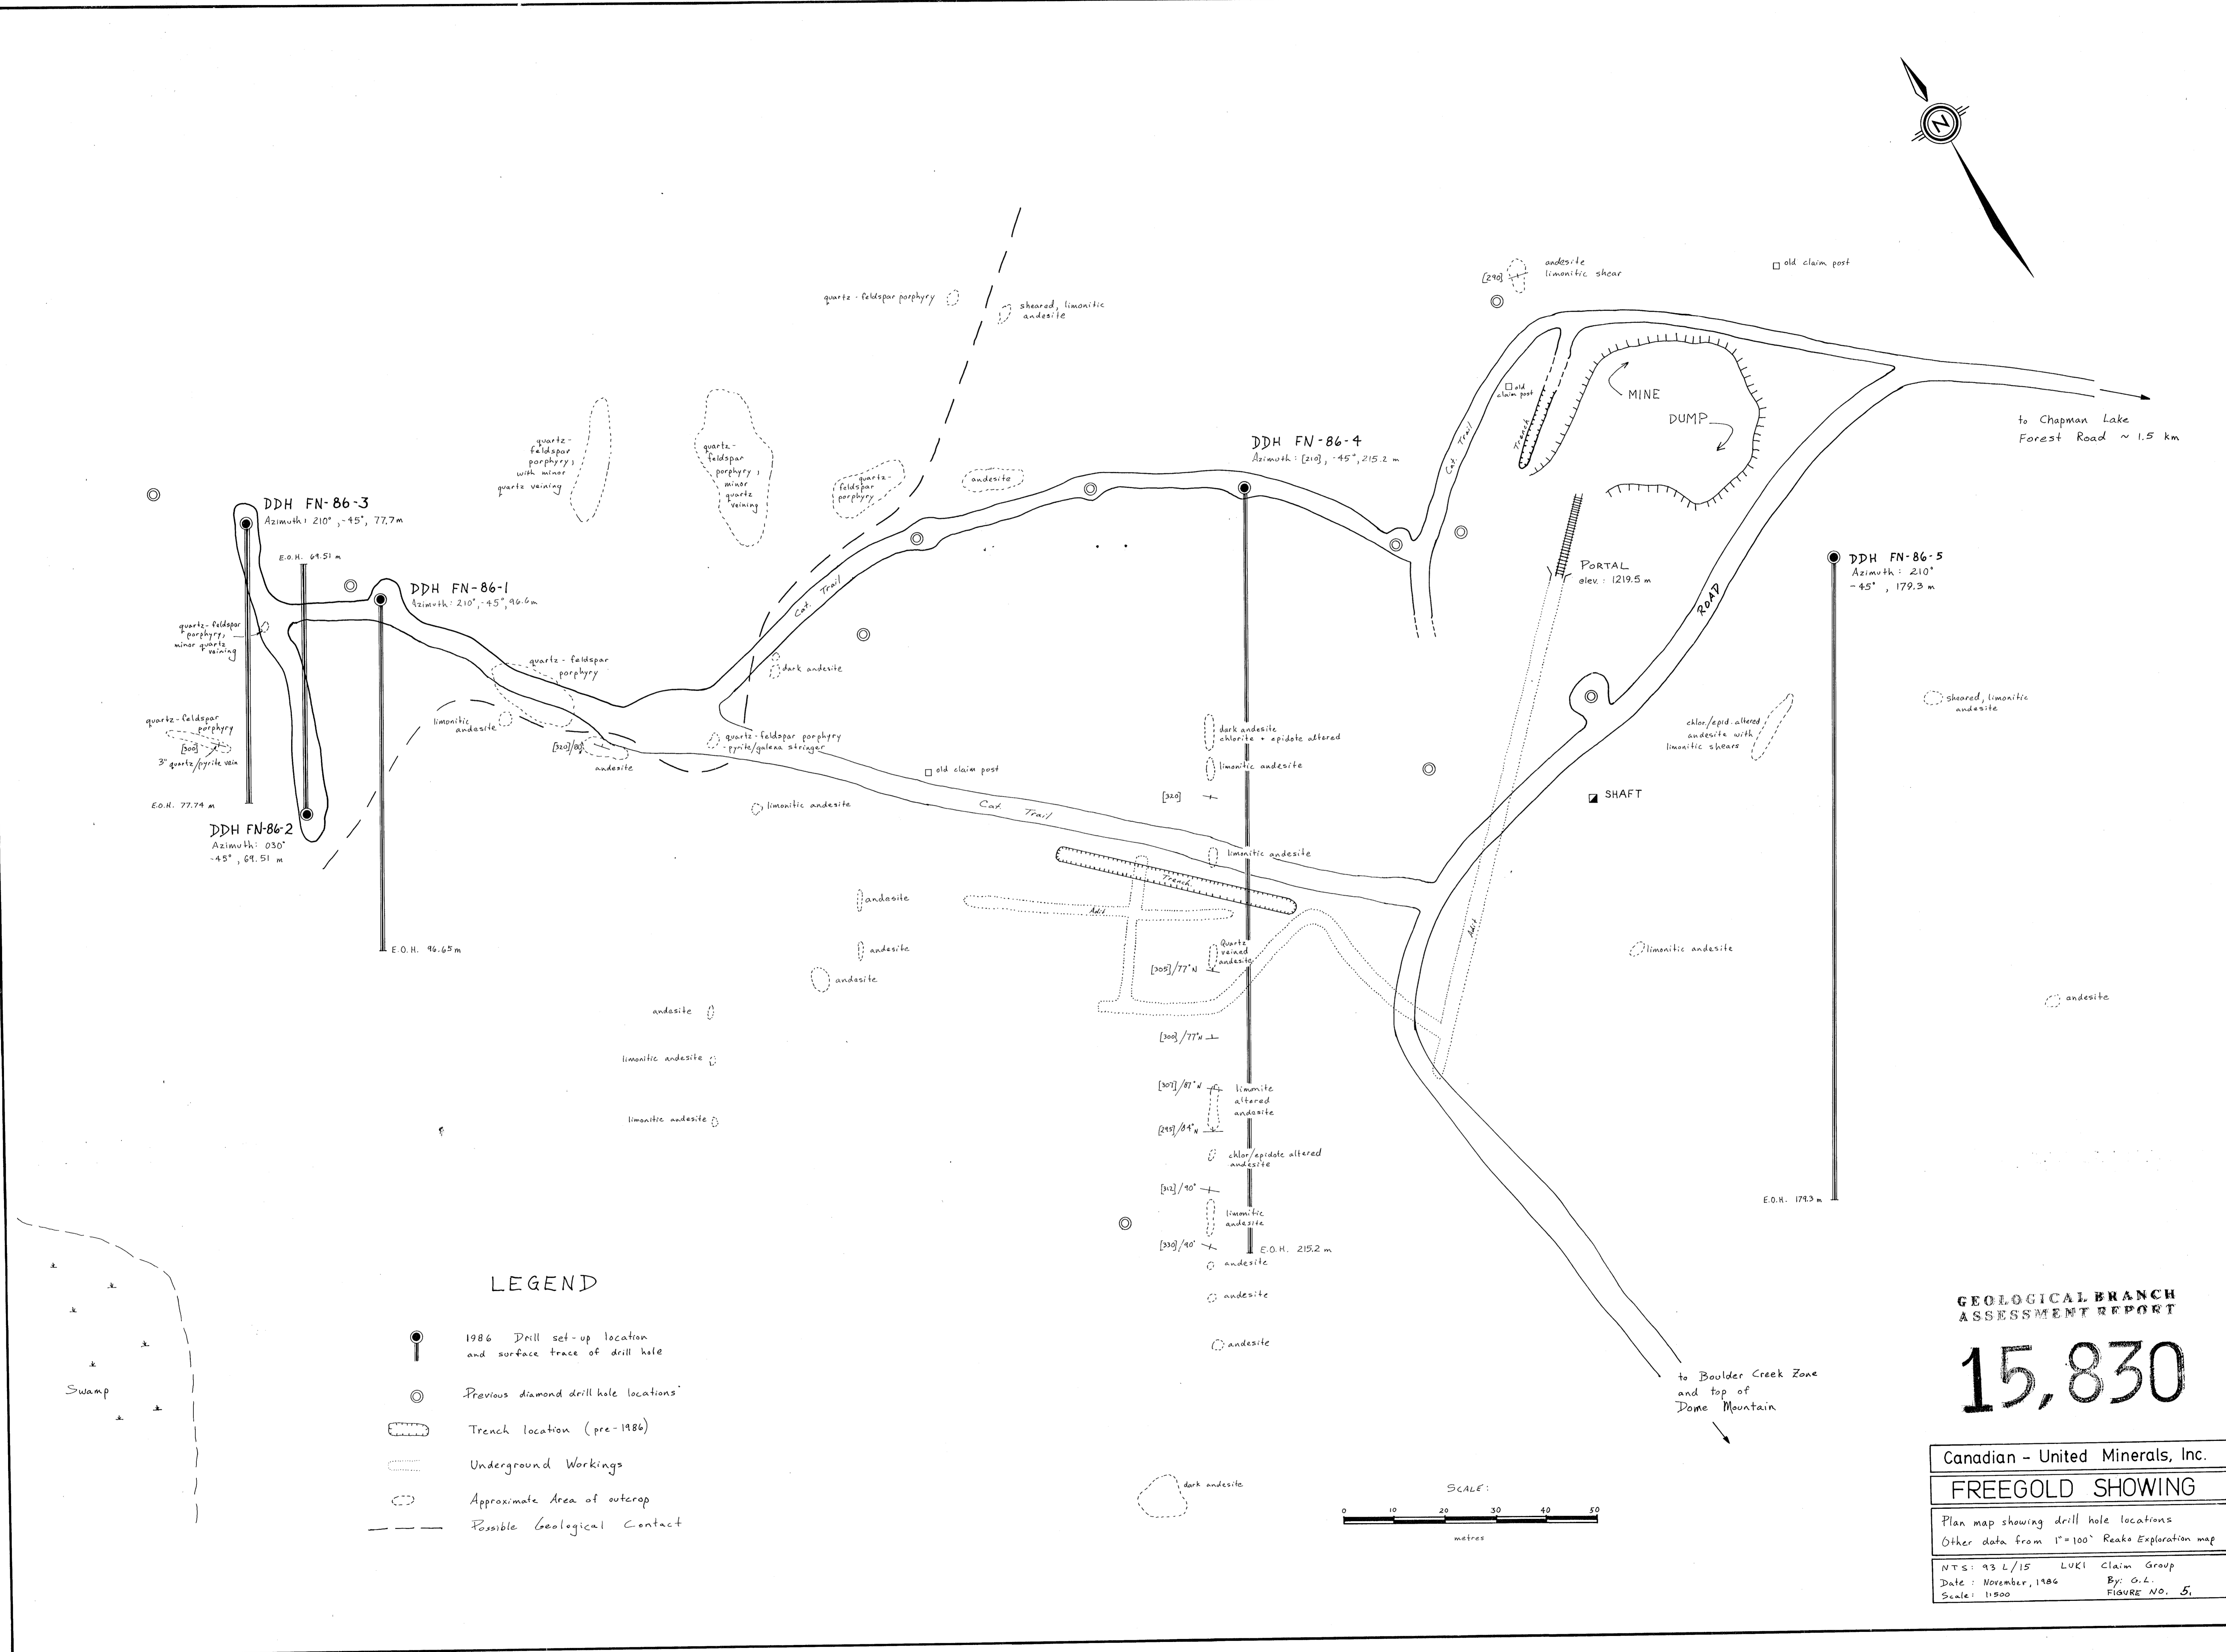 N
andesite
[290] limonitic shear
old claim post
quartz - feldspar porphyry
sheared, limonitic
andesite
old
claim post
MINE
DUMP
Trench
Cat. Trail
to Chapman Lake
Forest Road ~ 1.5 km
quartz -
feldspar
porphyry,
with minor
quartz veining
quartz -
feldspar
porphyry,
minor
quartz
veining
quartz -
feldspar
porphyry
andesite
DDH FN-86-4
Azimuth: [210], -45°, 215.2 m
DDH FN-86-3
Azimuth: 210°, -45°, 77.7m
E.O.H. 69.51 m
DDH FN-86-1
Azimuth: 210°, -45°, 96.6m
Cat. Trail
PORTAL
elev.: 1219.5 m
ROAD
DDH FN-86-5
Azimuth: 210°
-45°, 179.3 m
quartz-feldspar
porphyry,
minor quartz
veining
quartz - feldspar
porphyry
dark andesite
quartz-feldspar
porphyry
[300]
3" quartz/pyrite vein
limonitic
andesite
[320]/80
andesite
quartz-feldspar porphyry
-pyrite/galena stringer
dark andesite
chlorite + epidote altered
limonitic andesite
sheared, limonitic
andesite
chlor./epid. altered
andesite with
limonitic shears
old claim post
[320]
SHAFT
E.O.H. 77.74 m
limonitic andesite
Cat. Trail
DDH FN-86-2
Azimuth: 030°
-45°, 69.51 m
limonitic andesite
Trench
Adit
Adit
andesite
E.O.H. 96.65 m
andesite
Quartz
veined
andesite
[305]/77°N
limonitic andesite
andesite
andesite
andesite
[300]/77°N
limonitic andesite
[307]/87°N
limonite
altered
andesite
limonitic andesite
[295]/84°N
chlor/epidote altered
andesite
[312]/90°
E.O.H. 179.3 m
limonitic
andesite
[330]/90°
E.O.H. 215.2 m
andesite
andesite
andesite
Swamp
LEGEND
1986 Drill set-up location
and surface trace of drill hole
Previous diamond drill hole locations
Trench location (pre-1986)
Underground Workings
Approximate Area of outcrop
Possible Geological Contact
dark andesite
SCALE:
0 10 20 30 40 50
metres
to Boulder Creek Zone
and top of
Dome Mountain
GEOLOGICAL BRANCH
ASSESSMENT REPORT
15,830
Canadian - United Minerals, Inc.
FREEGOLD SHOWING
Plan map showing drill hole locations
Other data from 1"=100' Reako Exploration map
NTS: 93 L/15 LUKI Claim Group
Date: November, 1986 By: G.L.
Scale: 1:500 FIGURE NO. 5.